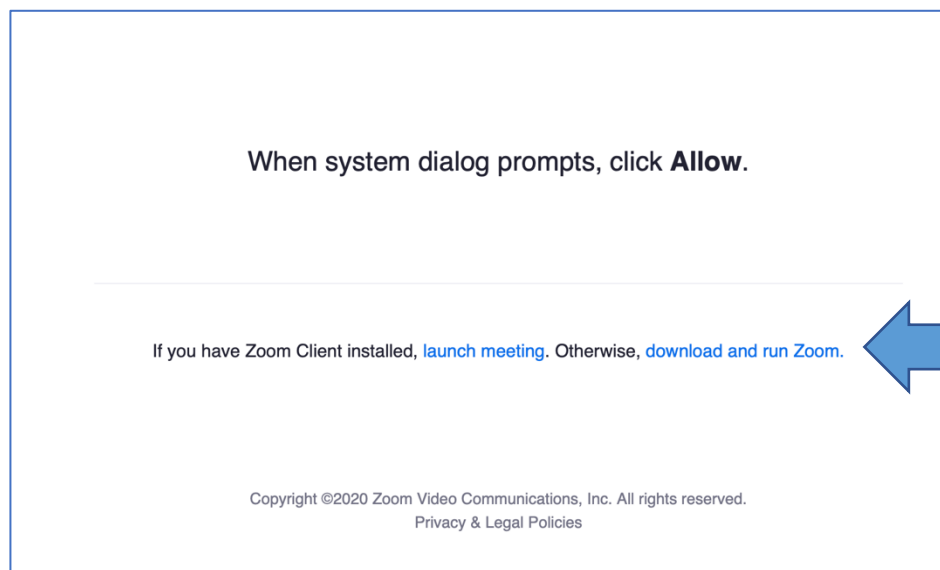 When system dialog prompts, click Allow.
If you have Zoom Client installed, launch meeting. Otherwise, download and run Zoom.
Copyright ©2020 Zoom Video Communications, Inc. All rights reserved.
Privacy & Legal Policies